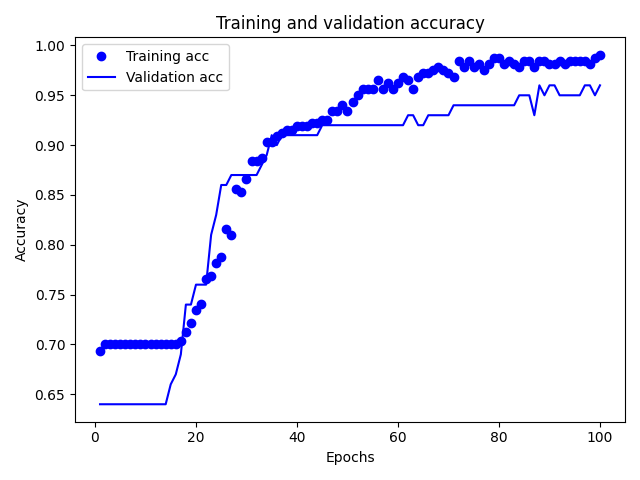 Training and validation accuracy
Training acc
Validation acc
1.00
0.95
0.90
0.85
0.80
0.75
0.70
0.65
Accuracy
0 20 40 60 80 100
Epochs